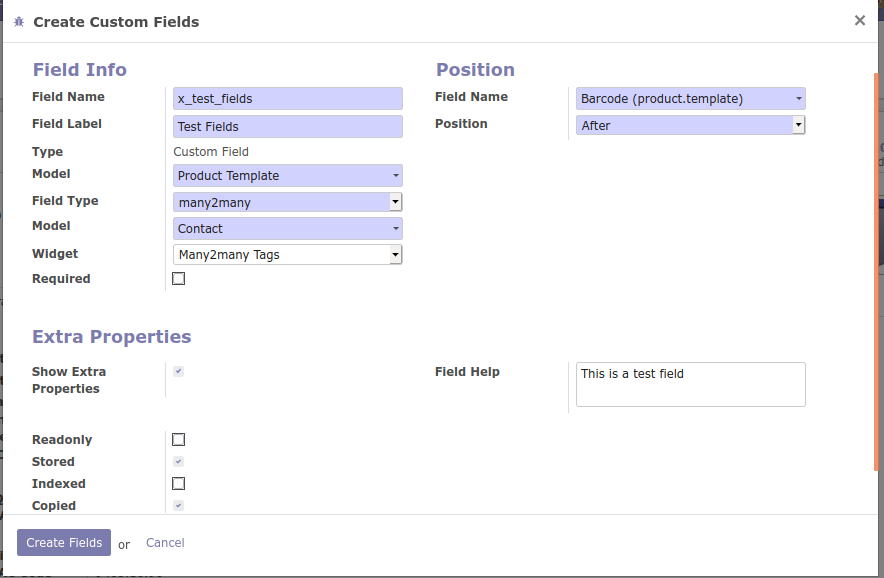 Create Custom Fields ×
Field Info
Position
Field Name x_test_fields
Field Name Barcode (product.template)
Field Label Test Fields
Position After
Type Custom Field
Model Product Template
Field Type many2many
Model Contact
Widget Many2many Tags
Required
Extra Properties
Show Extra
Properties
Field Help This is a test field
Readonly
Stored
Indexed
Copied
Create Fields or Cancel